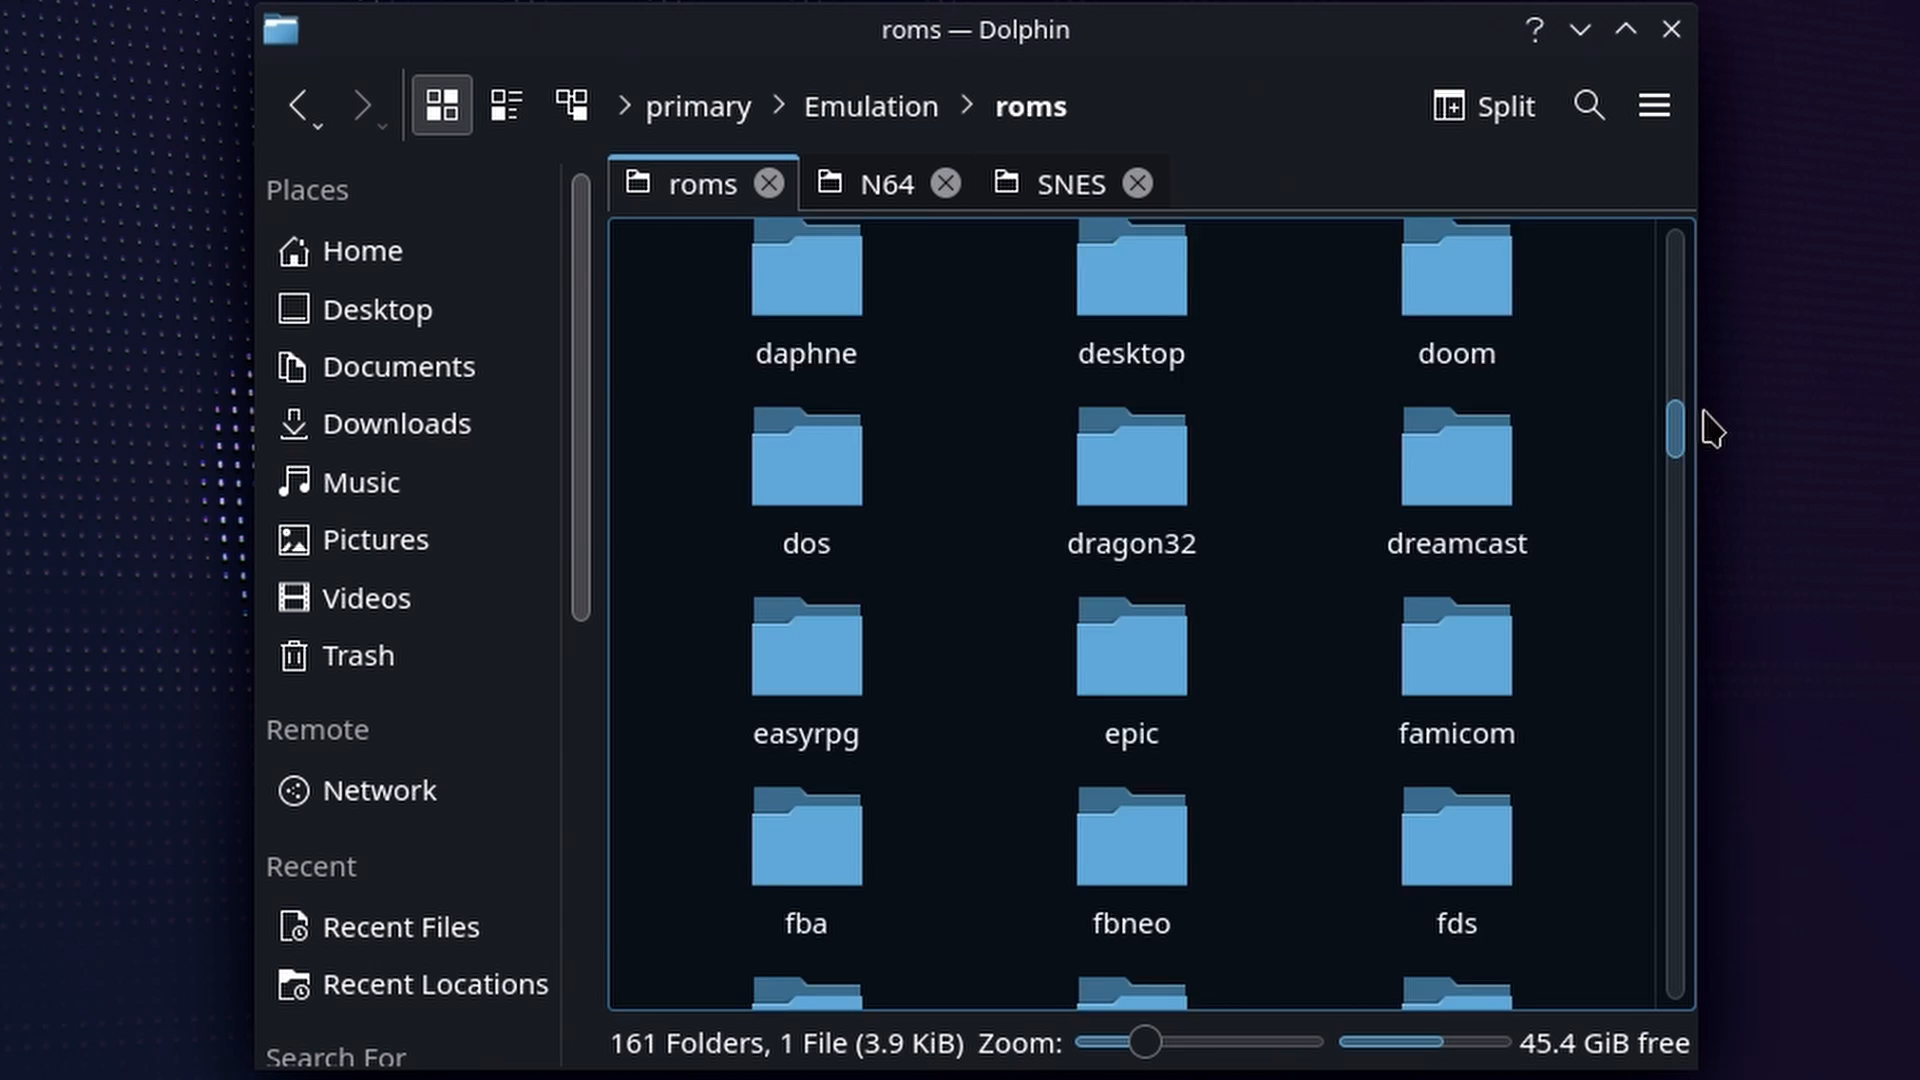 roms — Dolphin
primary > Emulation > roms
Split
roms
N64
SNES
Places
Home
Desktop
Documents
Downloads
Music
Pictures
Videos
Trash
Remote
Network
Recent
Recent Files
Recent Locations
Search For
daphne
desktop
doom
dos
dragon32
dreamcast
easyrpg
epic
famicom
fba
fbneo
fds
161 Folders, 1 File (3.9 KiB)
Zoom:
45.4 GiB free